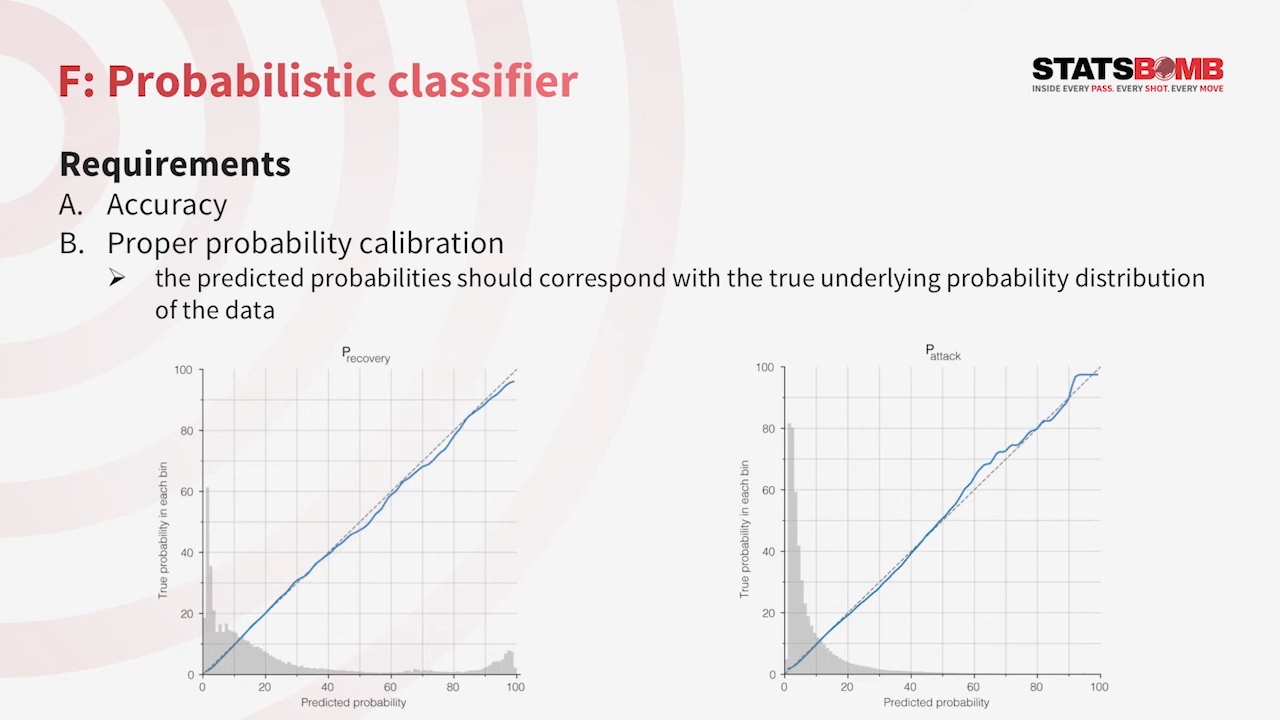 F: Probabilistic classifier
STATSBOMB
INSIDE EVERY PASS. EVERY SHOT. EVERY MOVE
Requirements
A. Accuracy
B. Proper probability calibration
➢ the predicted probabilities should correspond with the true underlying probability distribution
of the data
P recovery
100
80
60
40
20
0
True probability in each bin
0 20 40 60 80 100
Predicted probability
P attack
100
80
60
40
20
0
True probability in each bin
0 20 40 60 80 100
Predicted probability